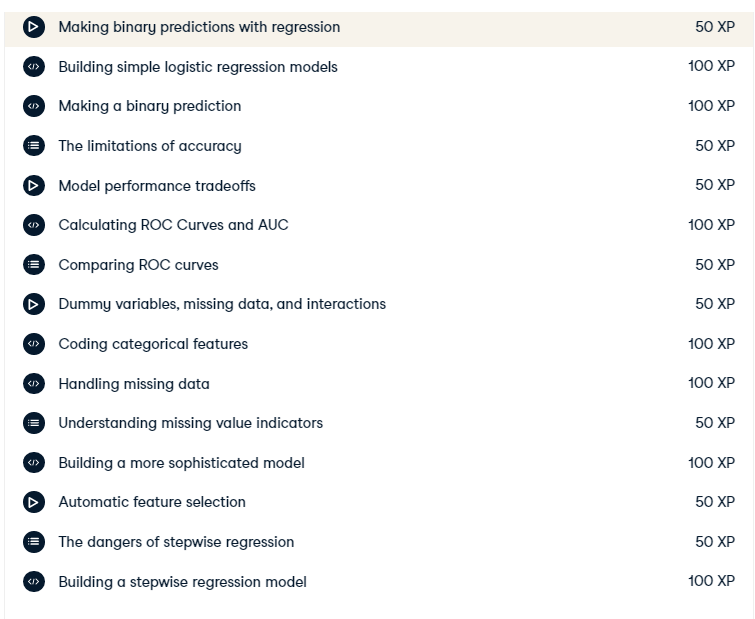 Making binary predictions with regression 50 XP
Building simple logistic regression models 100 XP
Making a binary prediction 100 XP
The limitations of accuracy 50 XP
Model performance tradeoffs 50 XP
Calculating ROC Curves and AUC 100 XP
Comparing ROC curves 50 XP
Dummy variables, missing data, and interactions 50 XP
Coding categorical features 100 XP
Handling missing data 100 XP
Understanding missing value indicators 50 XP
Building a more sophisticated model 100 XP
Automatic feature selection 50 XP
The dangers of stepwise regression 50 XP
Building a stepwise regression model 100 XP